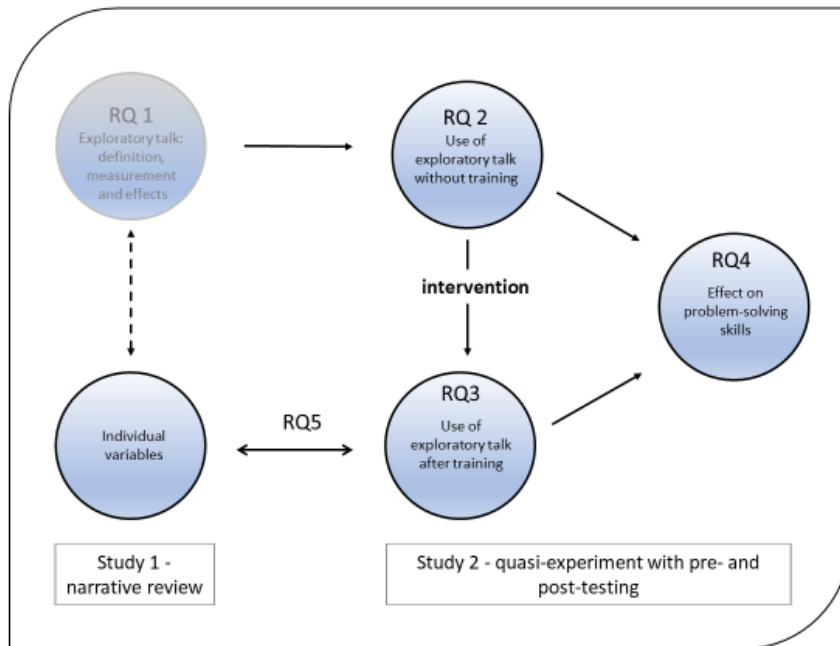 RQ 1
Exploratory talk:
definition,
measurement
and effects
RQ 2
Use of
exploratory talk
without training
intervention
RQ4
Effect on
problem-solving
skills
Individual
variables
RQ5
RQ3
Use of
exploratory talk
after training
Study 1 -
narrative review
Study 2 - quasi-experiment with pre- and
post-testing